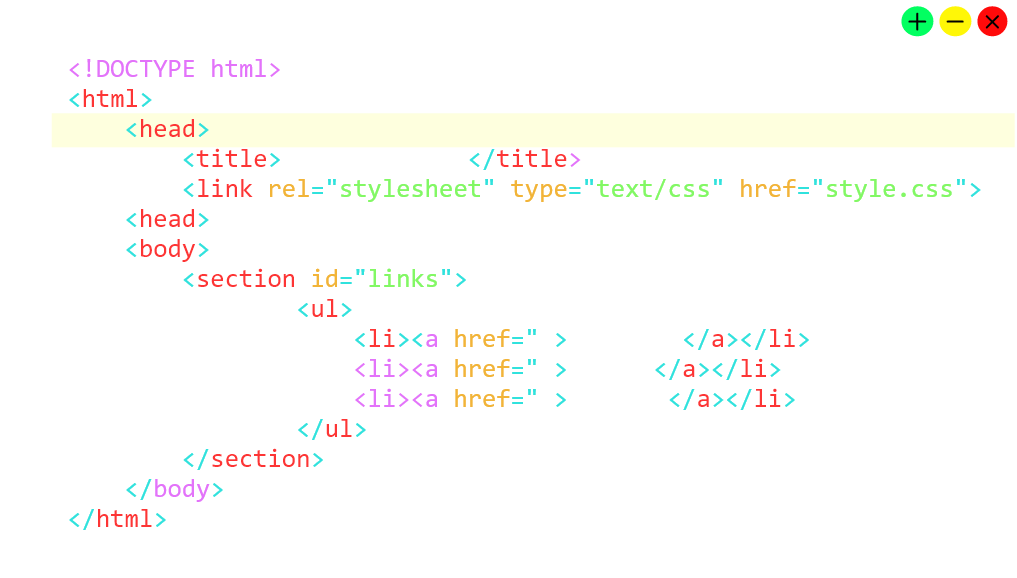 <!DOCTYPE html>
<html>
    <head>
        <title>             </title>
        <link rel="stylesheet" type="text/css" href="style.css">
    <head>
    <body>
        <section id="links">
                <ul>
                    <li><a href=" >        </a></li>
                    <li><a href=" >      </a></li>
                    <li><a href=" >       </a></li>
                </ul>
        </section>
    </body>
</html>